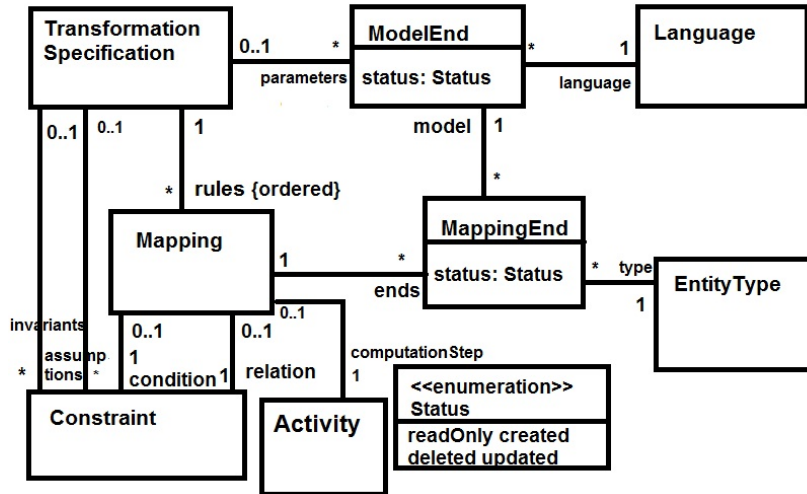 Transformation
Specification
0..1
*
parameters
ModelEnd
status: Status
*
1
language
Language
0..1
0..1
1
model
1
*
rules {ordered}
*
Mapping
1
*
ends
MappingEnd
status: Status
*
type
1
EntityType
invariants
assump
tions
*
*
0..1
1
condition
0..1
1
relation
0..1
computationStep
1
Constraint
Activity
<<enumeration>>
Status
readOnly created
deleted updated